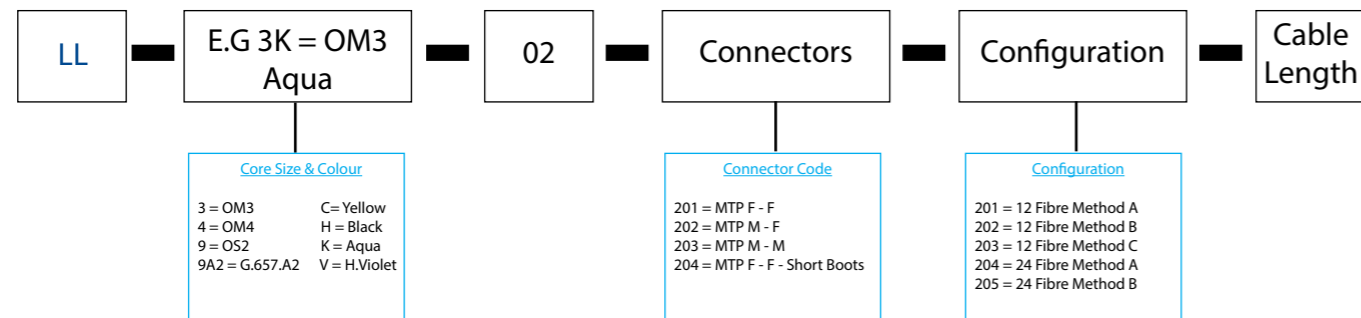 LL
E.G 3K = OM3
Aqua
02
Connectors
Configuration
Cable
Length
Core Size & Colour
3 = OM3 C= Yellow
4 = OM4 H = Black
9 = OS2 K = Aqua
9A2 = G.657.A2 V = H.Violet
Connector Code
201 = MTP F - F
202 = MTP M - F
203 = MTP M - M
204 = MTP F - F - Short Boots
Configuration
201 = 12 Fibre Method A
202 = 12 Fibre Method B
203 = 12 Fibre Method C
204 = 24 Fibre Method A
205 = 24 Fibre Method B